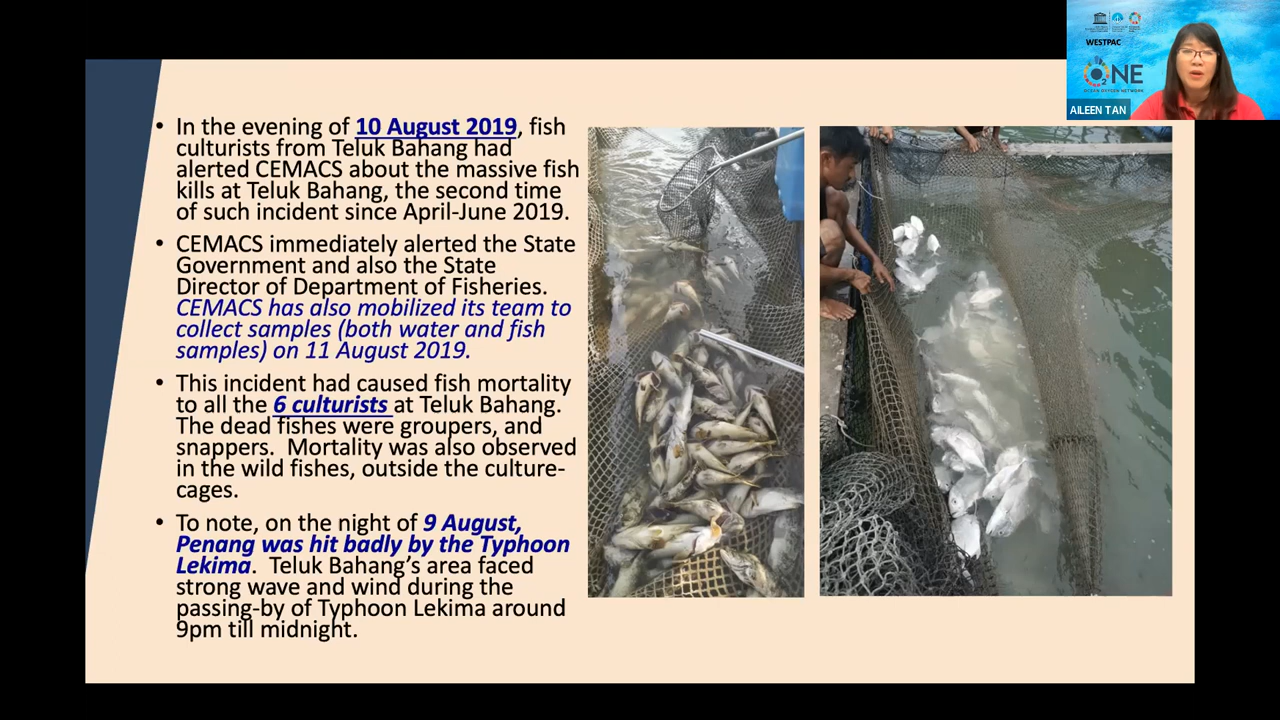 WESTPAC
ONE
OCEAN OXYGEN NETWORK
AILEEN TAN
• In the evening of 10 August 2019, fish
culturists from Teluk Bahang had
alerted CEMACS about the massive fish
kills at Teluk Bahang, the second time
of such incident since April-June 2019.
• CEMACS immediately alerted the State
Government and also the State
Director of Department of Fisheries.
CEMACS has also mobilized its team to
collect samples (both water and fish
samples) on 11 August 2019.
• This incident had caused fish mortality
to all the 6 culturists at Teluk Bahang.
The dead fishes were groupers, and
snappers. Mortality was also observed
in the wild fishes, outside the culture-
cages.
• To note, on the night of 9 August,
Penang was hit badly by the Typhoon
Lekima. Teluk Bahang's area faced
strong wave and wind during the
passing-by of Typhoon Lekima around
9pm till midnight.